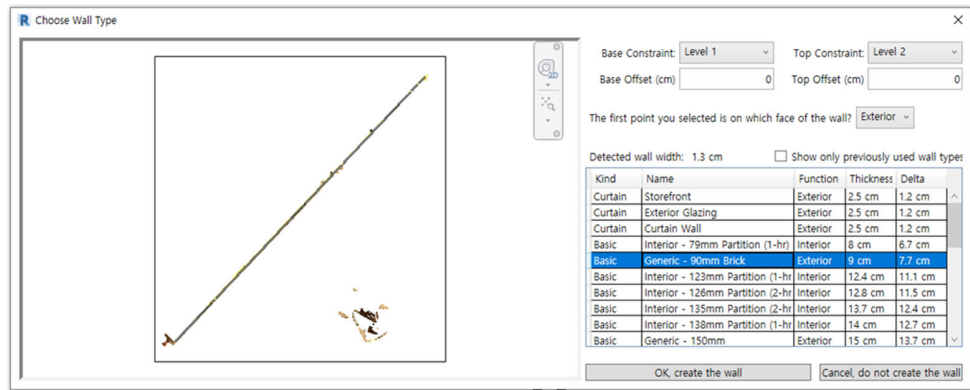 R Choose Wall Type
2D
Base Constraint: Level 1 Top Constraint: Level 2
Base Offset (cm) 0 Top Offset (cm) 0
The first point you selected is on which face of the wall? Exterior
Detected wall width: 1.3 cm Show only previously used wall types
Kind Name Function Thickness Delta
Curtain Storefront Exterior 2.5 cm 1.2 cm
Curtain Exterior Glazing Exterior 2.5 cm 1.2 cm
Curtain Curtain Wall Exterior 2.5 cm 1.2 cm
Basic Interior - 79mm Partition (1-hr) Interior 8 cm 6.7 cm
Basic Generic - 90mm Brick Exterior 9 cm 7.7 cm
Basic Interior - 123mm Partition (1-hr Interior 12.4 cm 11.1 cm
Basic Interior - 126mm Partition (2-hr Interior 12.8 cm 11.5 cm
Basic Interior - 135mm Partition (2-hr Interior 13.7 cm 12.4 cm
Basic Interior - 138mm Partition (1-hr Interior 14 cm 12.7 cm
Basic Generic - 150mm Exterior 15 cm 13.7 cm
OK, create the wall Cancel, do not create the wall